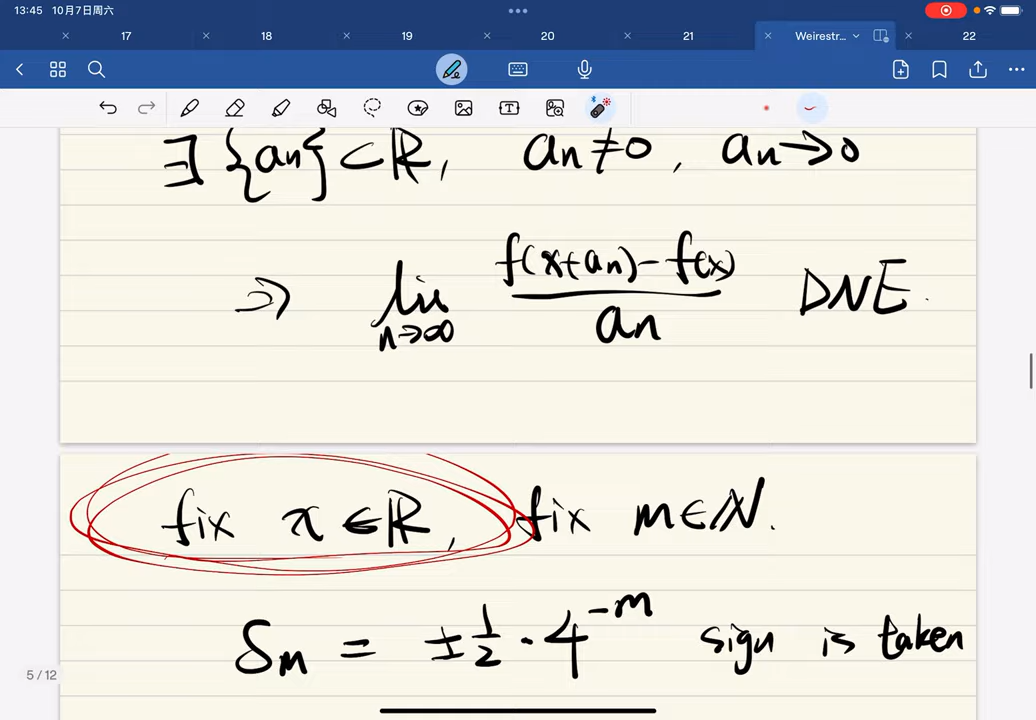 13:45 10月7日周六
17 18 19 20 21 Weirestr... 22
∃ {an} ⊂ ℝ, an ≠ 0, an → 0
⇒ lim n→∞ f(x+an) − f(x) / an DNE.
fix x ∈ ℝ, fix m ∈ ℕ.
δm = ± 1/2 · 4^-m sign is taken
5 / 12